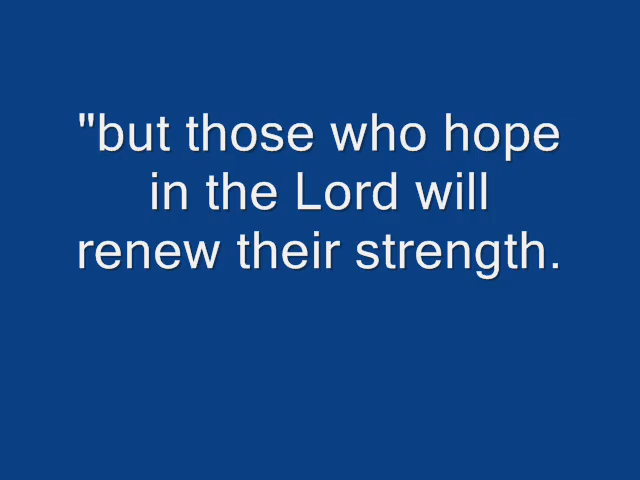 "but those who hope
in the Lord will
renew their strength.